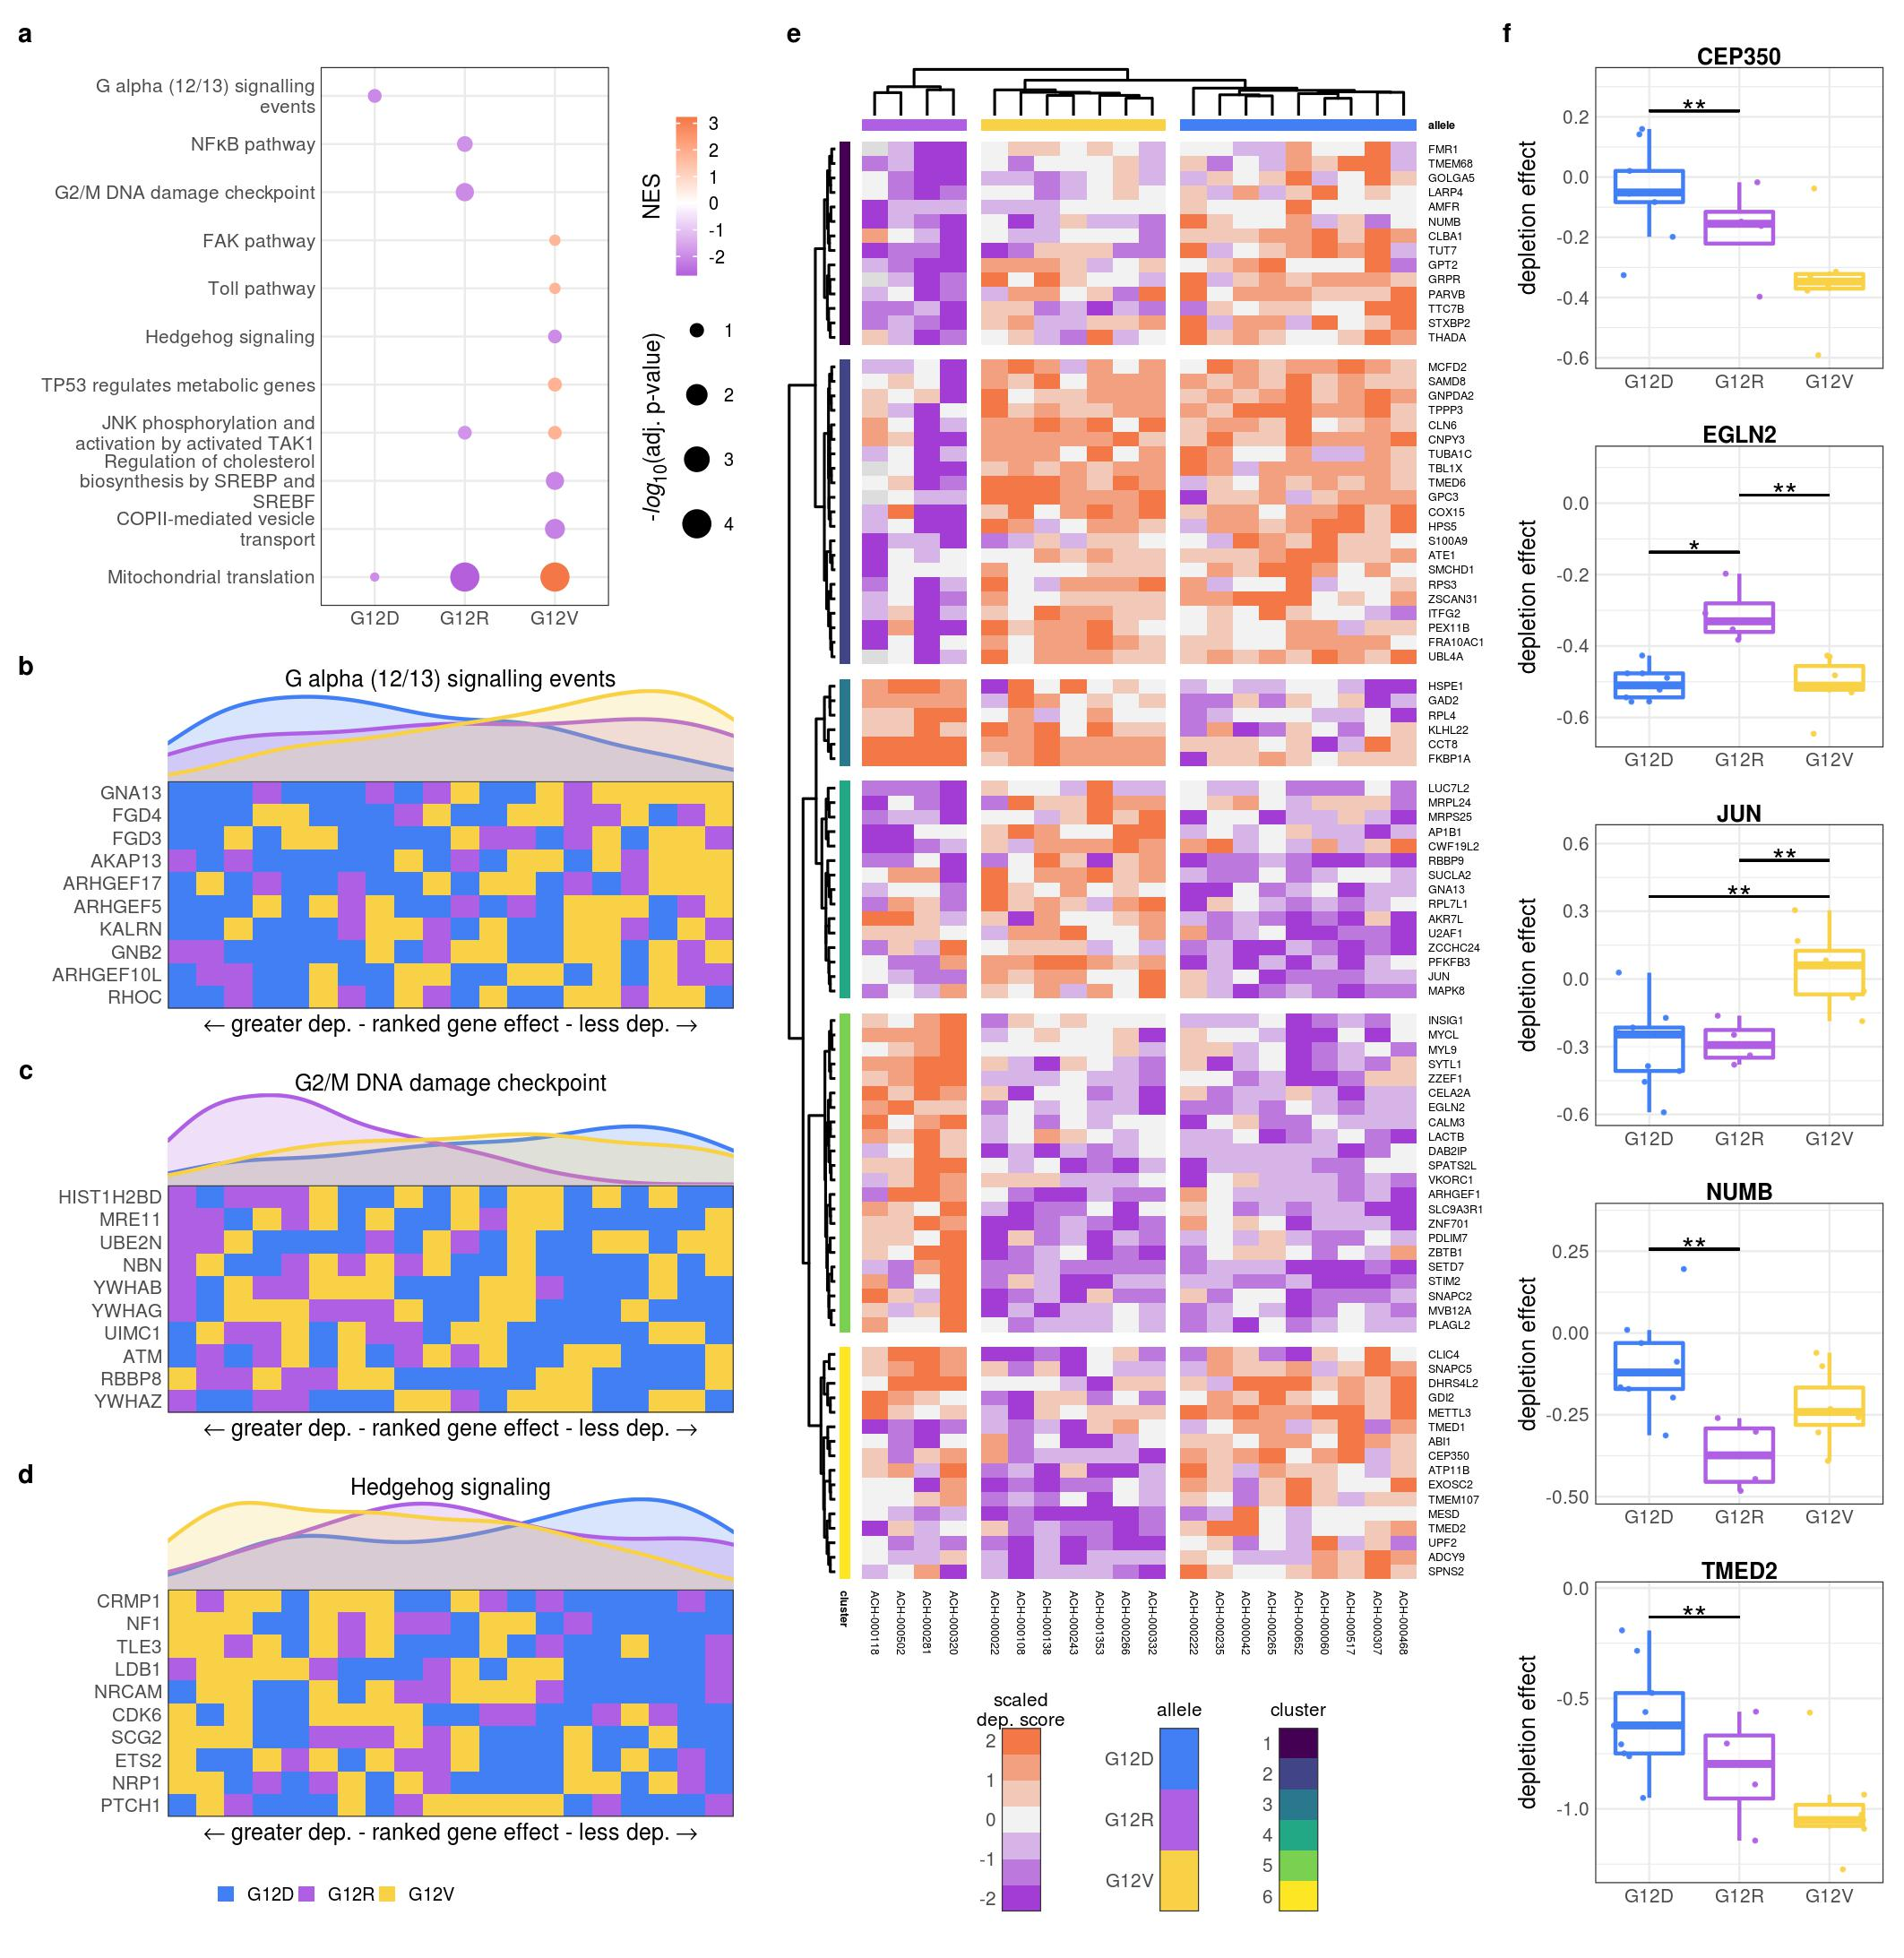 a
G alpha (12/13) signalling
events
NFκB pathway
G2/M DNA damage checkpoint
FAK pathway
Toll pathway
Hedgehog signaling
TP53 regulates metabolic genes
JNK phosphorylation and
activation by activated TAK1
Regulation of cholesterol
biosynthesis by SREBP and
SREBF
COPII-mediated vesicle
transport
Mitochondrial translation
G12D G12R G12V
NES
3
2
1
0
-1
-2
-log10(adj. p-value)
1
2
3
4
b
G alpha (12/13) signalling events
GNA13
FGD4
FGD3
AKAP13
ARHGEF17
ARHGEF5
KALRN
GNB2
ARHGEF10L
RHOC
← greater dep. - ranked gene effect - less dep. →
c
G2/M DNA damage checkpoint
HIST1H2BD
MRE11
UBE2N
NBN
YWHAB
YWHAG
UIMC1
ATM
RBBP8
YWHAZ
← greater dep. - ranked gene effect - less dep. →
d
Hedgehog signaling
CRMP1
NF1
TLE3
LDB1
NRCAM
CDK6
SCG2
ETS2
NRP1
PTCH1
← greater dep. - ranked gene effect - less dep. →
G12D G12R G12V
e
allele
FMR1
TMEM68
GOLGA5
LARP4
AMFR
NUMB
CLBA1
TUT7
GPT2
GRPR
PARVB
TTC7B
STXBP2
THADA
MCFD2
SAMD8
GNPDA2
TPPP3
CLN6
CNPY3
TUBA1C
TBL1X
TMED6
GPC3
COX15
HPS5
S100A9
ATE1
SMCHD1
RPS3
ZSCAN31
ITFG2
PEX11B
FRA10AC1
UBL4A
HSPE1
GAD2
RPL4
KLHL22
CCT8
FKBP1A
LUC7L2
MRPL24
MRPS25
AP1B1
CWF19L2
RBBP9
SUCLA2
GNA13
RPL7L1
AKR7L
U2AF1
ZCCHC24
PFKFB3
JUN
MAPK8
INSIG1
MYCL
MYL9
SYTL1
ZZEF1
CELA2A
EGLN2
CALM3
LACTB
DAB2IP
SPATS2L
VKORC1
ARHGEF1
SLC9A3R1
ZNF701
PDLIM7
ZBTB1
SETD7
STIM2
SNAPC2
MVB12A
PLAGL2
CLIC4
SNAPC5
DHRS4L2
GDI2
METTL3
TMED1
ABI1
CEP350
ATP11B
EXOSC2
TMEM107
MESD
TMED2
UPF2
ADCY9
SPNS2
cluster
ACH-000118
ACH-000502
ACH-000281
ACH-000320
ACH-000022
ACH-000108
ACH-000138
ACH-000243
ACH-001353
ACH-000266
ACH-000332
ACH-000222
ACH-000235
ACH-000042
ACH-000265
ACH-000652
ACH-000060
ACH-000517
ACH-000307
ACH-000468
scaled
dep. score
2
1
0
-1
-2
allele
G12D
G12R
G12V
cluster
1
2
3
4
5
6
f
CEP350
depletion effect
0.2
0.0
-0.2
-0.4
-0.6
**
G12D G12R G12V
EGLN2
depletion effect
0.0
-0.2
-0.4
-0.6
**
*
G12D G12R G12V
JUN
depletion effect
0.6
0.3
0.0
-0.3
-0.6
**
**
G12D G12R G12V
NUMB
depletion effect
0.25
0.00
-0.25
-0.50
**
G12D G12R G12V
TMED2
depletion effect
0.0
-0.5
-1.0
**
G12D G12R G12V